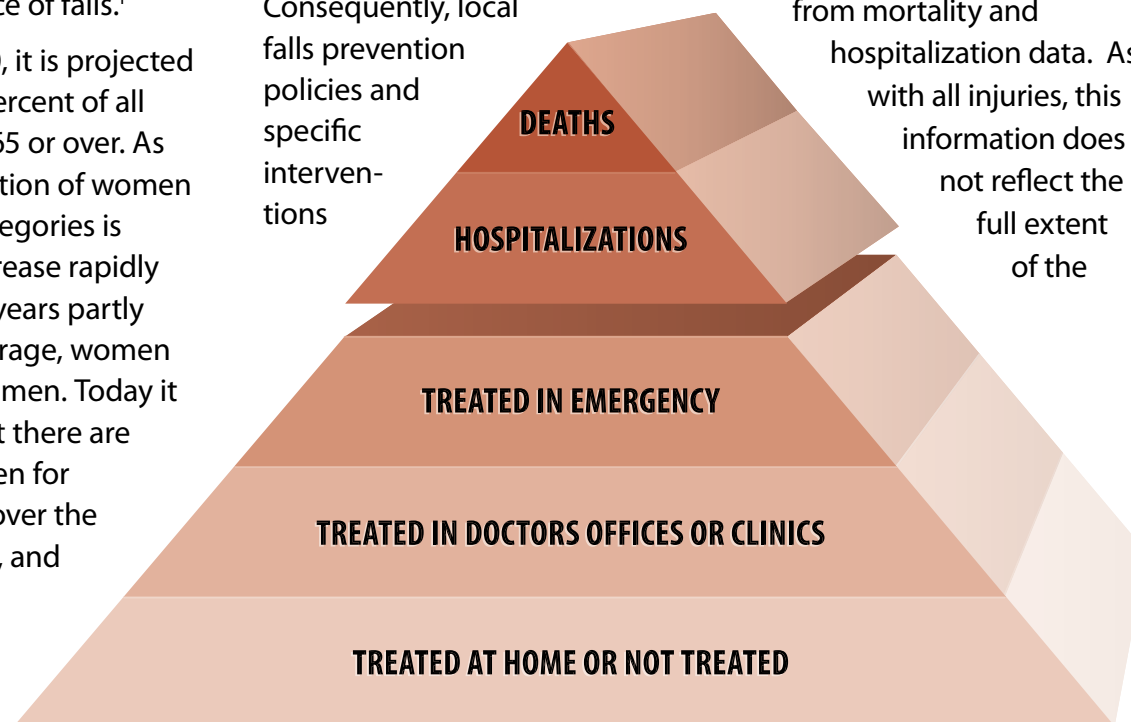 ce of falls.¹
, it is projected
ercent of all
65 or over. As
tion of women
egories is
rease rapidly
years partly
rage, women
men. Today it
t there are
en for
over the
, and
Consequently, local
falls prevention
policies and
specific
interven-
tions
from mortality and
hospitalization data. As
with all injuries, this
information does
not reflect the
full extent
of the
DEATHS
HOSPITALIZATIONS
TREATED IN EMERGENCY
TREATED IN DOCTORS OFFICES OR CLINICS
TREATED AT HOME OR NOT TREATED